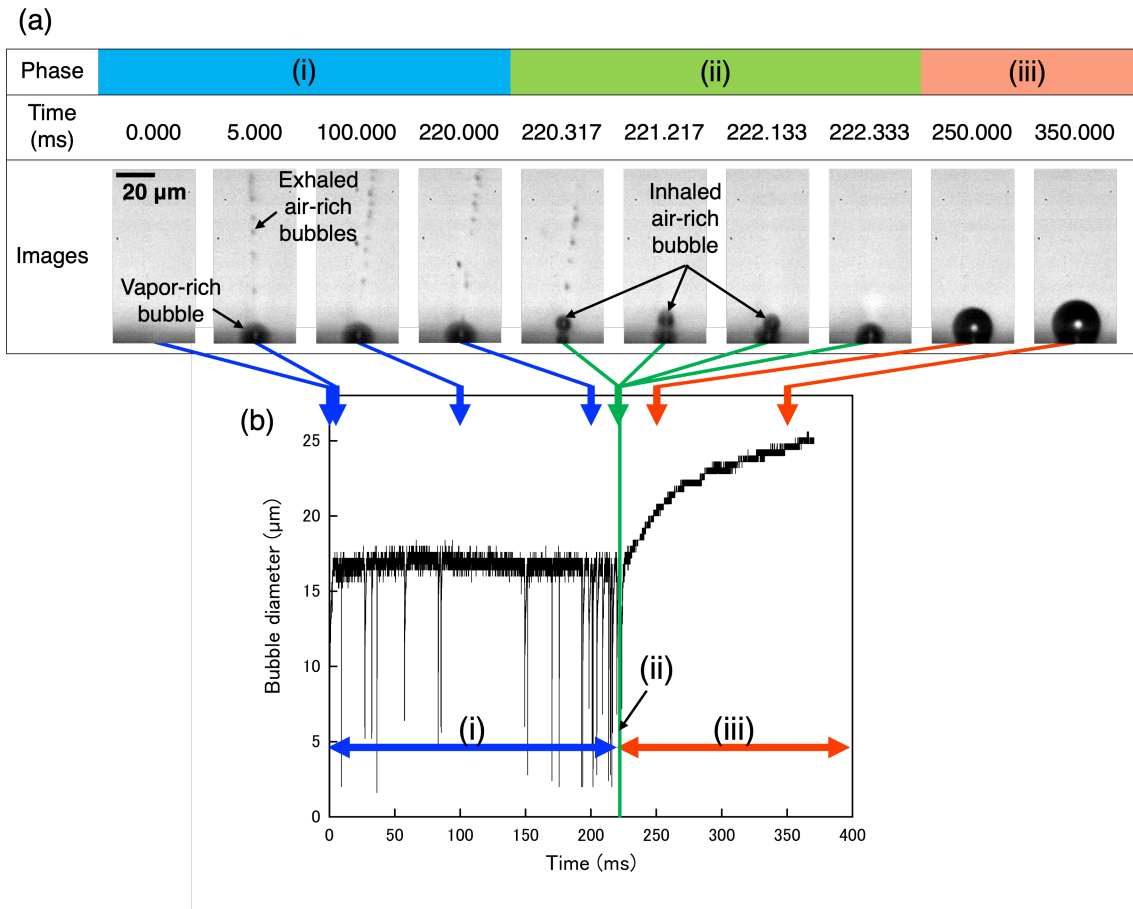 (a)
Phase (i) (ii) (iii)
Time
(ms)
0.000 5.000 100.000 220.000 220.317 221.217 222.133 222.333 250.000 350.000
Images
20 µm
Exhaled
air-rich
bubbles
Vapor-rich
bubble
Inhaled
air-rich
bubble
(b)
Bubble diameter (µm)
25
20
15
10
5
0
(i)
(ii)
(iii)
0 50 100 150 200 250 300 350 400
Time (ms)